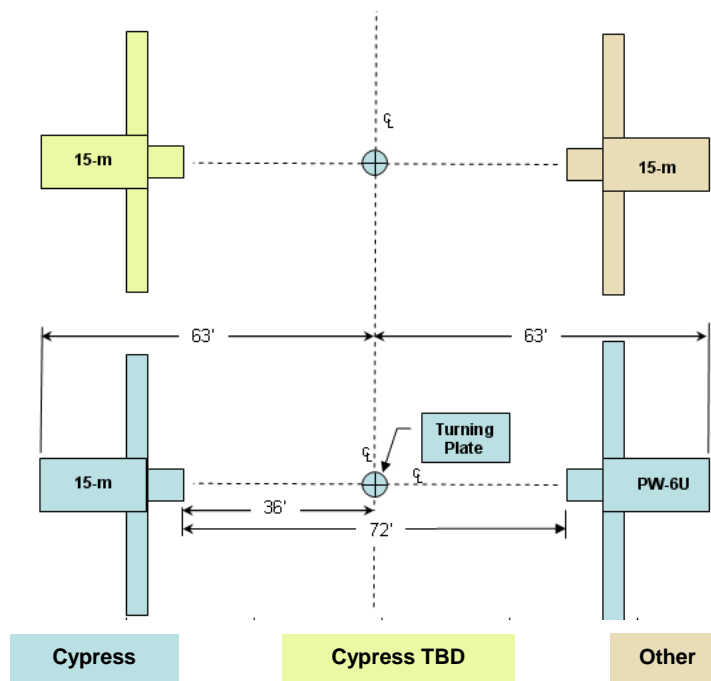 15-m
℄
15-m
63'
63'
Turning
Plate
℄
℄
15-m
PW-6U
36'
72'
Cypress
Cypress TBD
Other